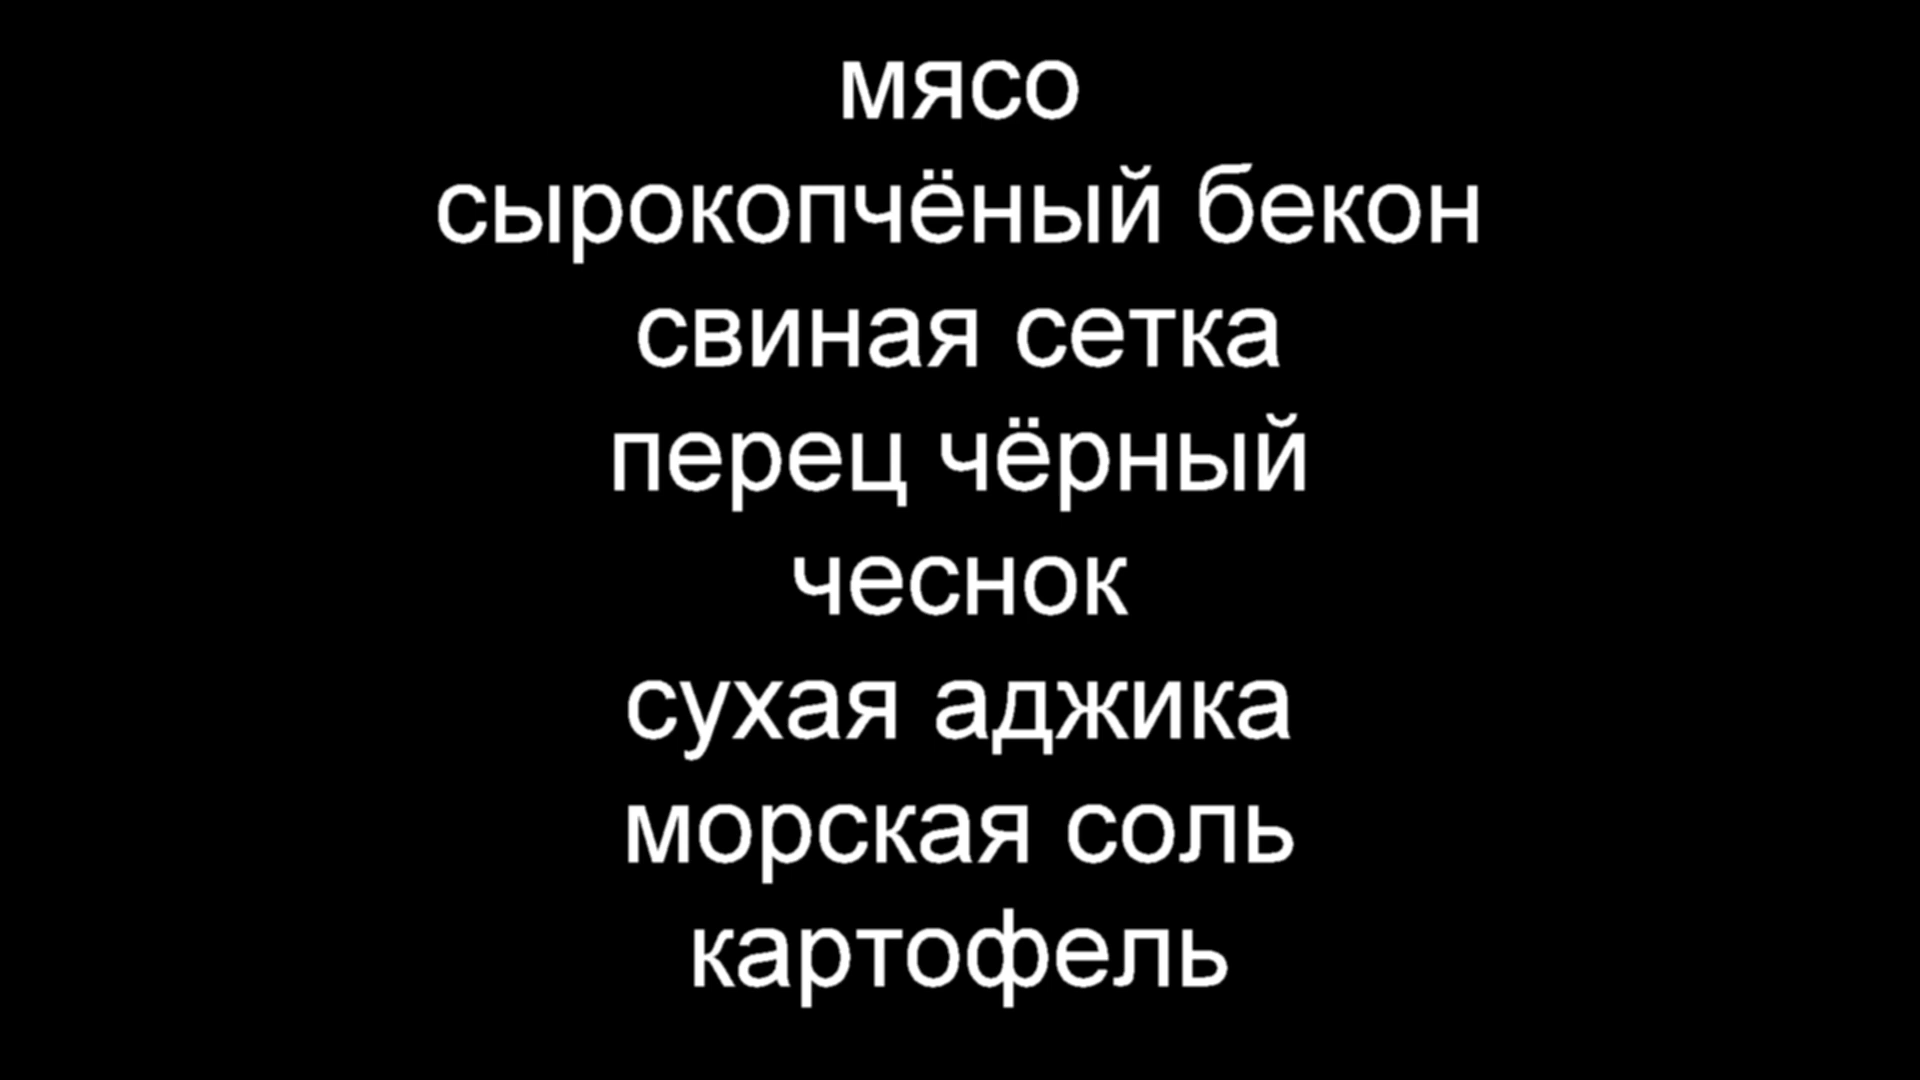 мясо
сырокопчёный бекон
свиная сетка
перец чёрный
чеснок
сухая аджика
морская соль
картофель